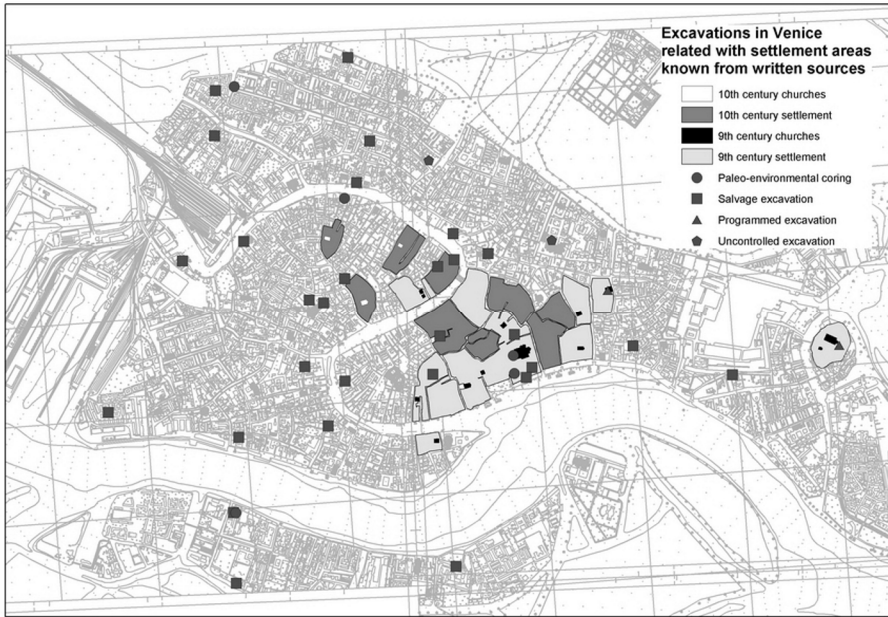 Excavations in Venice
related with settlement areas
known from written sources
10th century churches
10th century settlement
9th century churches
9th century settlement
Paleo-environmental coring
Salvage excavation
Programmed excavation
Uncontrolled excavation